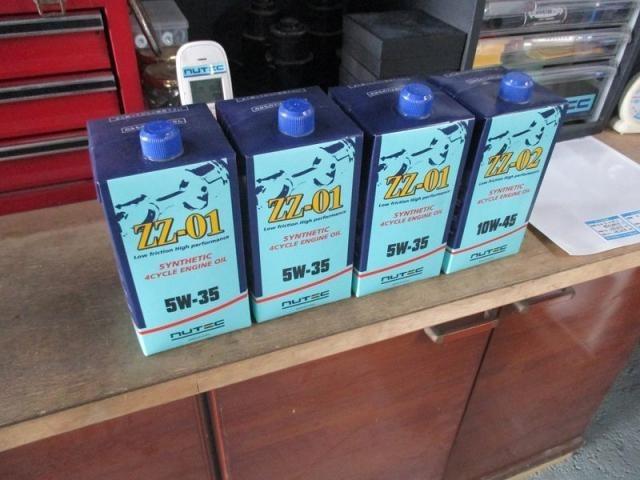 NUTEC
ZZ-01
Low friction High performance
SYNTHETIC
4CYCLE ENGINE OIL
5W-35
NUTEC
ZZ-01
Low friction High performance
SYNTHETIC
4CYCLE ENGINE OIL
5W-35
NUTEC
ZZ-01
Low friction High performance
SYNTHETIC
4CYCLE ENGINE OIL
5W-35
NUTEC
ZZ-02
Low friction High performance
SYNTHETIC
4CYCLE ENGINE OIL
10W-45
NUTEC